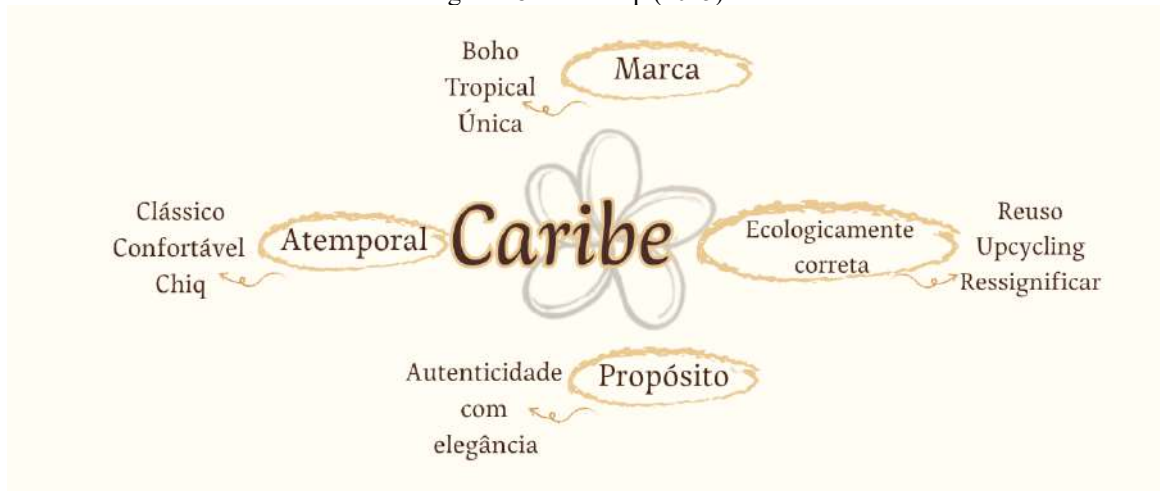 Boho
Tropical
Única
Marca
Clássico
Confortável
Chiq
Atemporal
Caribe
Ecologicamente
correta
Reuso
Upcycling
Ressignificar
Autenticidade
com
elegância
Propósito